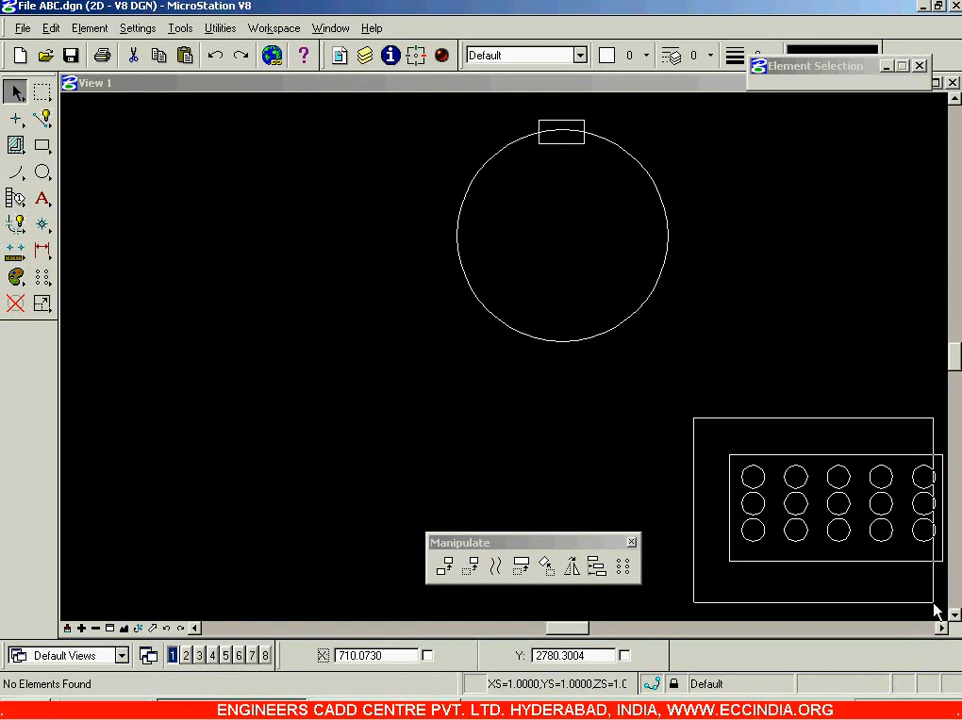 File ABC.dgn (2D - V8 DGN) - MicroStation V8
File Edit Element Settings Tools Utilities Workspace Window Help
Default 0 0
Element Selection
View 1
Manipulate
Default Views 1 2 3 4 5 6 7 8 X: 710.0730 Y: 2780.3004
No Elements Found XS=1.0000,YS=1.0000,ZS=1.0 Default
ENGINEERS CADD CENTRE PVT. LTD. HYDERABAD, INDIA, WWW.ECCINDIA.ORG